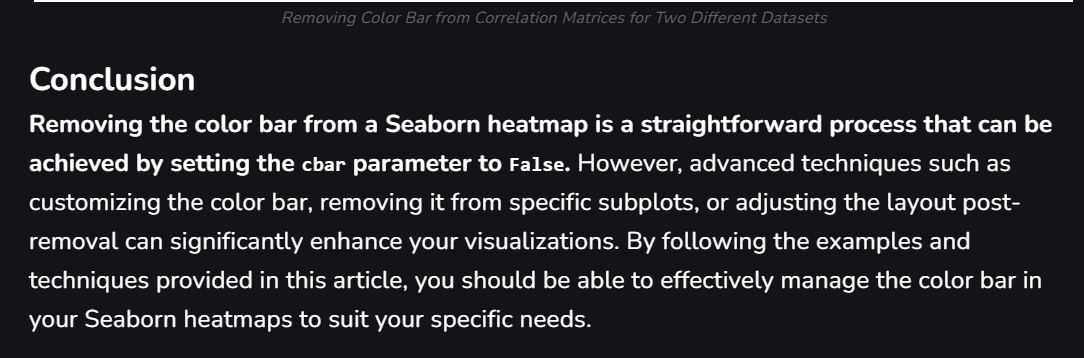 Removing Color Bar from Correlation Matrices for Two Different Datasets
Conclusion
Removing the color bar from a Seaborn heatmap is a straightforward process that can be
achieved by setting the cbar parameter to False. However, advanced techniques such as
customizing the color bar, removing it from specific subplots, or adjusting the layout post-
removal can significantly enhance your visualizations. By following the examples and
techniques provided in this article, you should be able to effectively manage the color bar in
your Seaborn heatmaps to suit your specific needs.